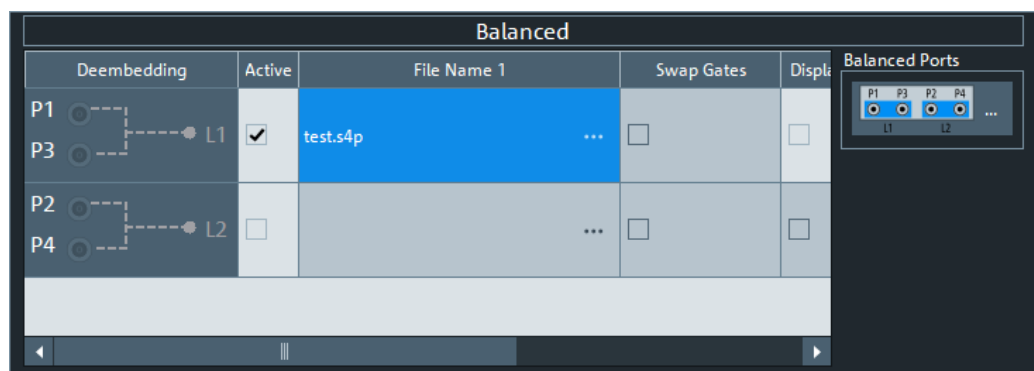 Balanced
Deembedding Active File Name 1 Swap Gates Displa
Balanced Ports
P1 P3 P2 P4
...
L1 L2
P1
L1
test.s4p ...
P3
P2
L2
...
P4